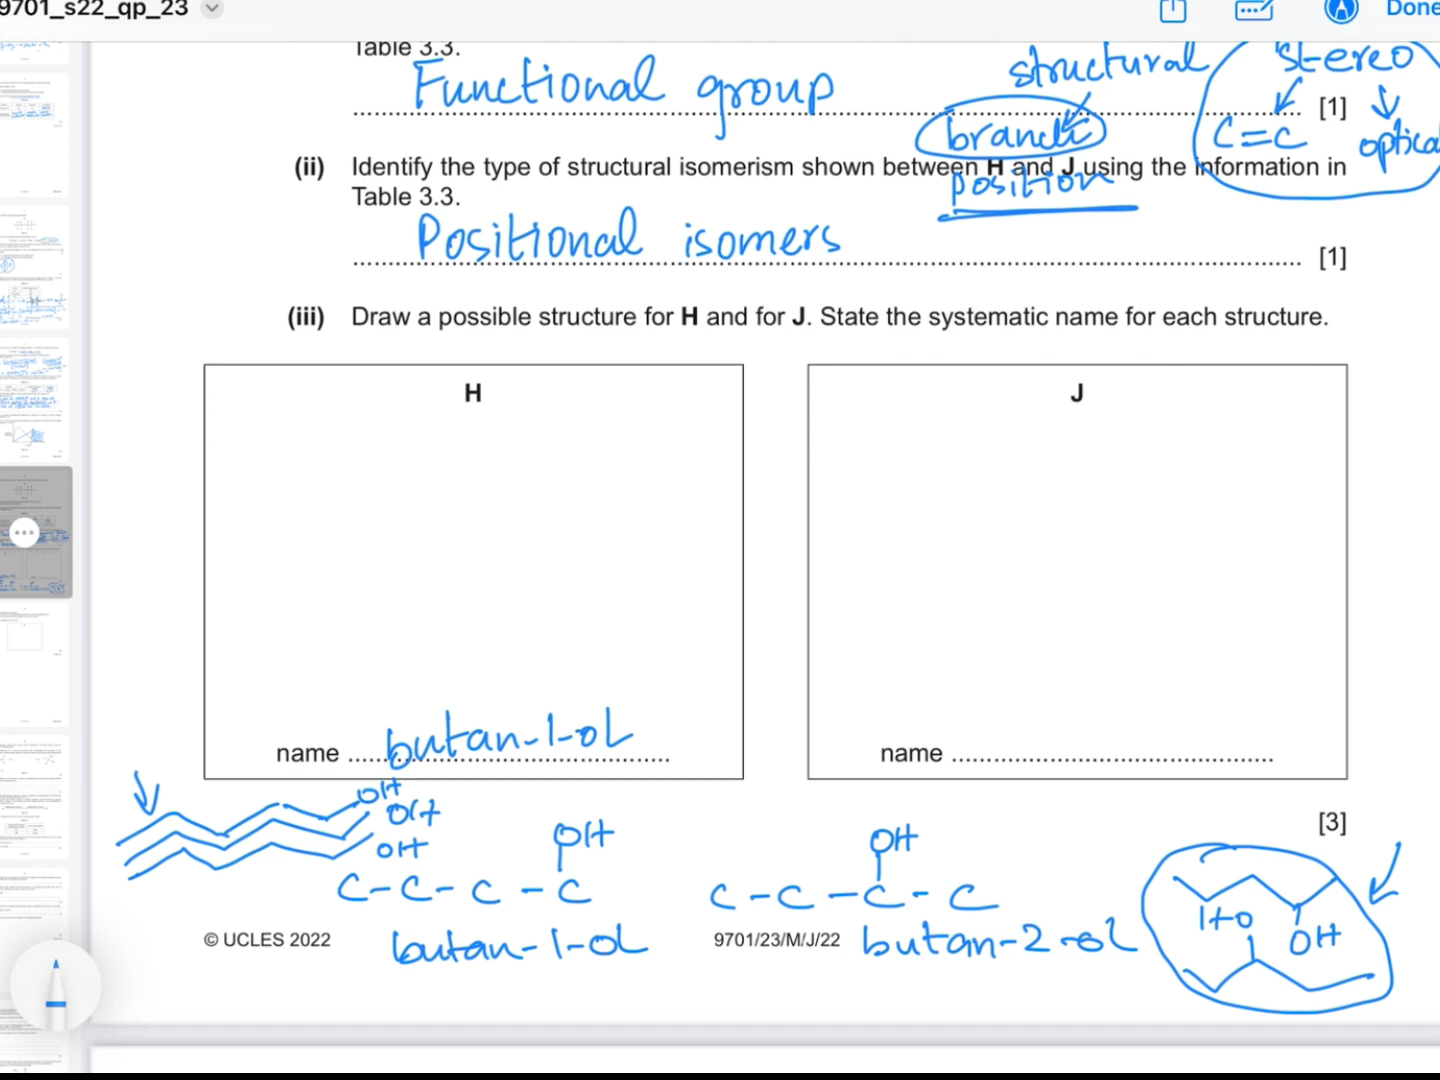 9701_s22_qp_23
Done
Table 3.3.
Functional group
structural
stereo
[1]
branch
C=C
optical
(ii) Identify the type of structural isomerism shown between H and J using the information in
Table 3.3.
position
Positional isomers
[1]
(iii) Draw a possible structure for H and for J. State the systematic name for each structure.
H
J
name butan-1-ol
name
OH
OH
OH
[3]
OH
OH
C-C-C-C
C-C-C-C
HO
OH
© UCLES 2022
butan-1-ol
9701/23/M/J/22
butan-2-ol